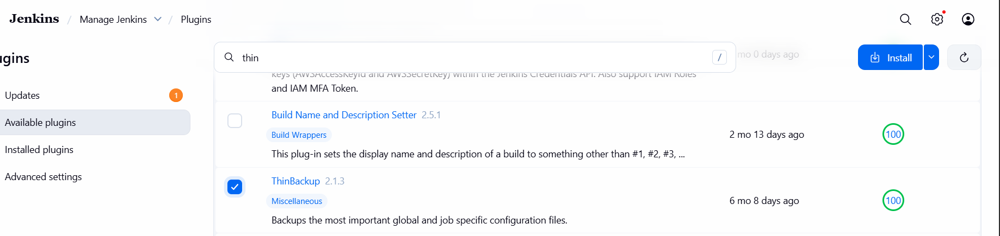 Jenkins / Manage Jenkins / Plugins
ugins
thin /
mo 0 days ago
Install
Updates 1
Available plugins
Installed plugins
Advanced settings
keys (AWSAccessKeyId and AWSSecretKey) within the Jenkins Credentials API. Also support IAM Roles
and IAM MFA Token.
Build Name and Description Setter 2.5.1
Build Wrappers
This plug-in sets the display name and description of a build to something other than #1, #2, #3, ...
2 mo 13 days ago
100
ThinBackup 2.1.3
Miscellaneous
Backups the most important global and job specific configuration files.
6 mo 8 days ago
100